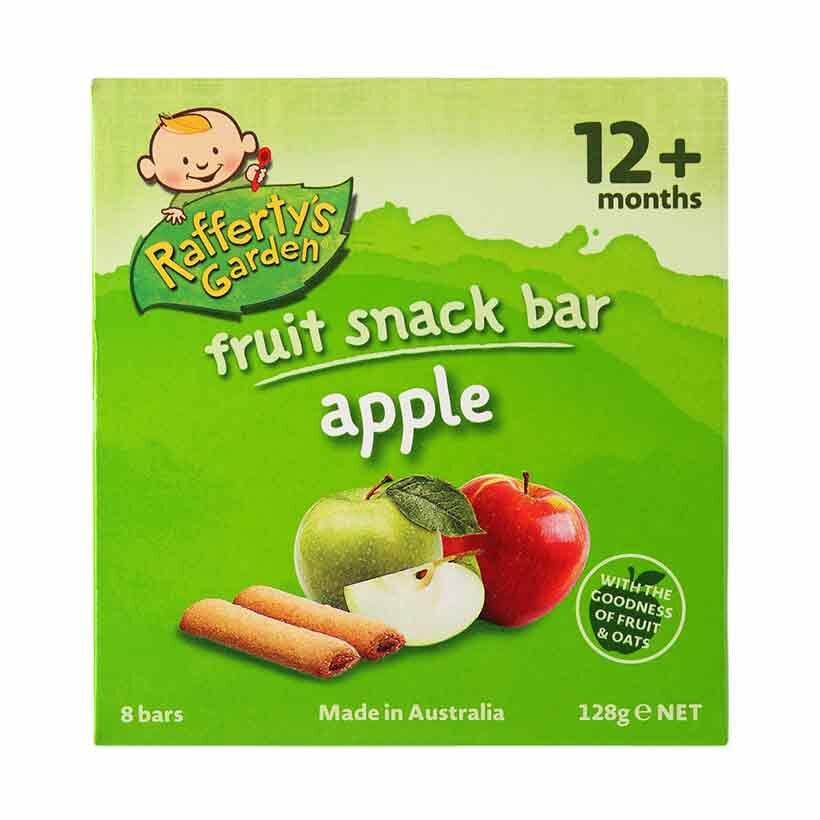 12+
months
Rafferty's
Garden
fruit snack bar
apple
WITH THE
GOODNESS
OF FRUIT
& OATS
8 bars
Made in Australia
128g ℮ NET